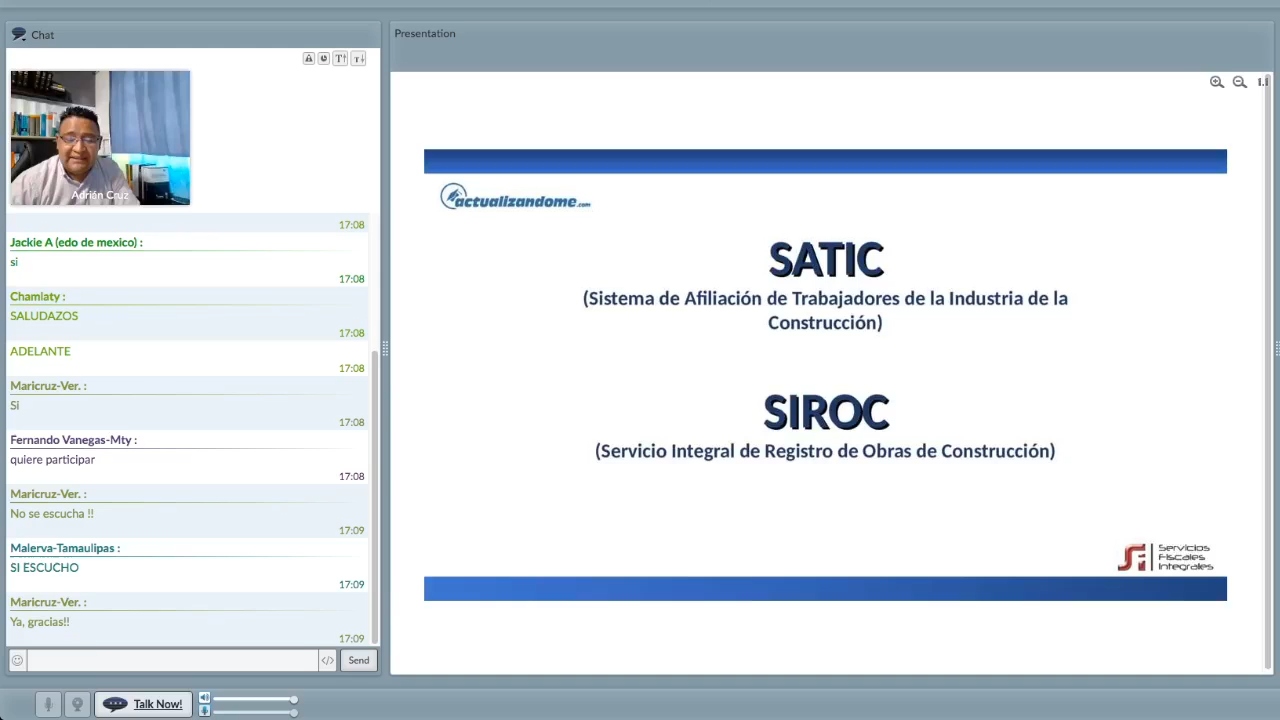 Chat
Adrián Cruz
17:08
Jackie A (edo de mexico) :
si
17:08
Chamlaty :
SALUDAZOS
17:08
ADELANTE
17:08
Maricruz-Ver. :
Si
17:08
Fernando Vanegas-Mty :
quiere participar
17:08
Maricruz-Ver. :
No se escucha !!
17:09
Malerva-Tamaulipas :
SI ESCUCHO
17:09
Maricruz-Ver. :
Ya, gracias!!
17:09
Send
Talk Now!
Presentation
1:1
actualizandome.com
SATIC
(Sistema de Afiliación de Trabajadores de la Industria de la
Construcción)
SIROC
(Servicio Integral de Registro de Obras de Construcción)
Servicios
Fiscales
Integrales